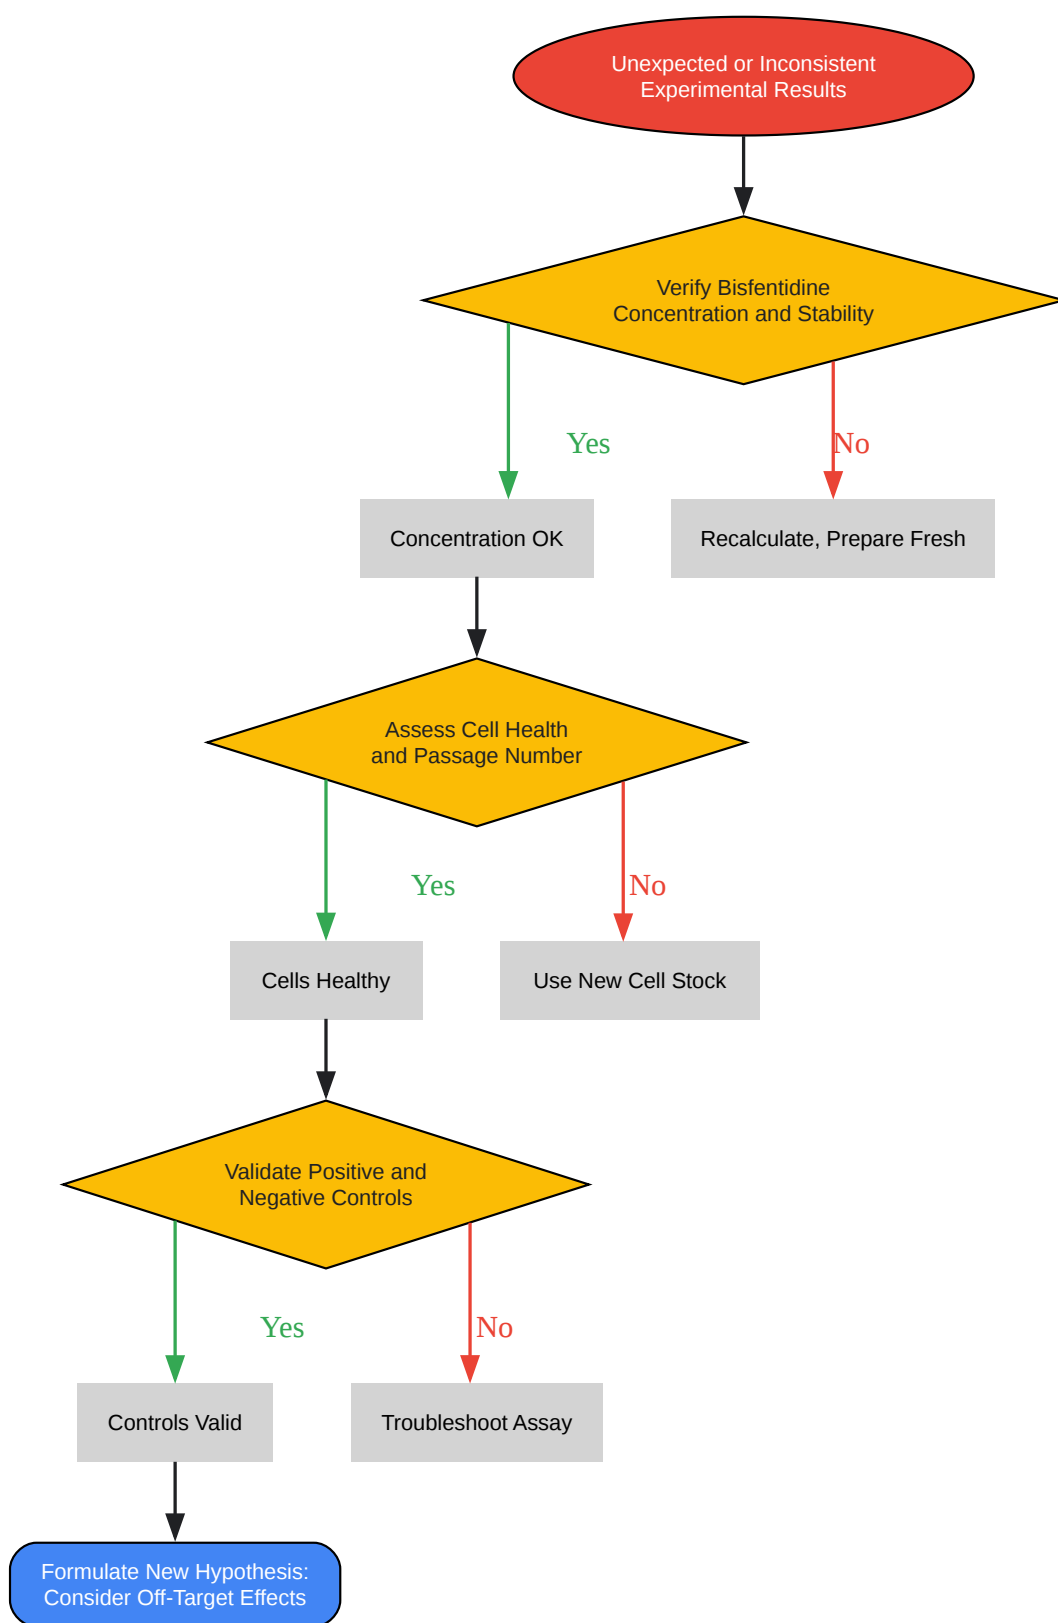 Unexpected or Inconsistent
Experimental Results
Verify Bisfentidine
Concentration and Stability
Yes
No
Concentration OK
Recalculate, Prepare Fresh
Assess Cell Health
and Passage Number
Yes
No
Cells Healthy
Use New Cell Stock
Validate Positive and
Negative Controls
Yes
No
Controls Valid
Troubleshoot Assay
Formulate New Hypothesis:
Consider Off-Target Effects